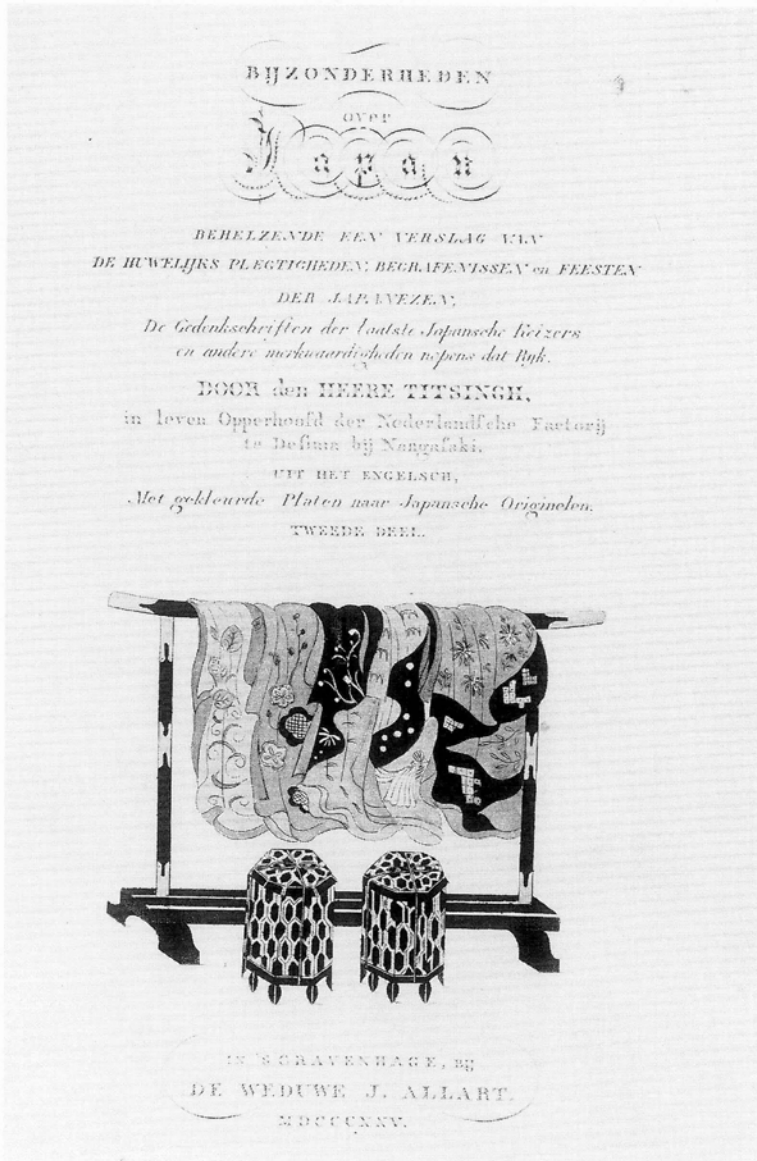 BIJZONDERHEDEN
over
Japan
BEHELZENDE EEN VERSLAG VAN
DE HUWELIJKS PLEGTIGHEDEN, BEGRAFENISSEN en FEESTEN
DER JAPANEZEN,
De Gedenkschriften der laatste Japansche Keizers
en andere merkwaardigheden nopens dat Ryk.
DOOR den HEERE TITSINGH,
in leven Opperhoofd der Nederlandsche Factorij
te Desima bij Nangasaki.
UIT HET ENGELSCH,
Met gekleurde Platen naar Japansche Originelen.
TWEEDE DEEL.
IN 'S GRAVENHAGE, BIJ
DE WEDUWE J. ALLART.
MDCCCXXV.